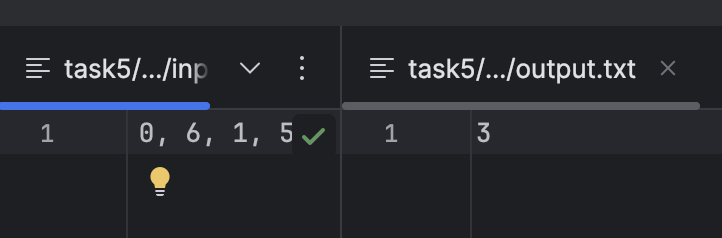 task5/.../inp
task5/.../output.txt
1
0, 6, 1, 5
1
3